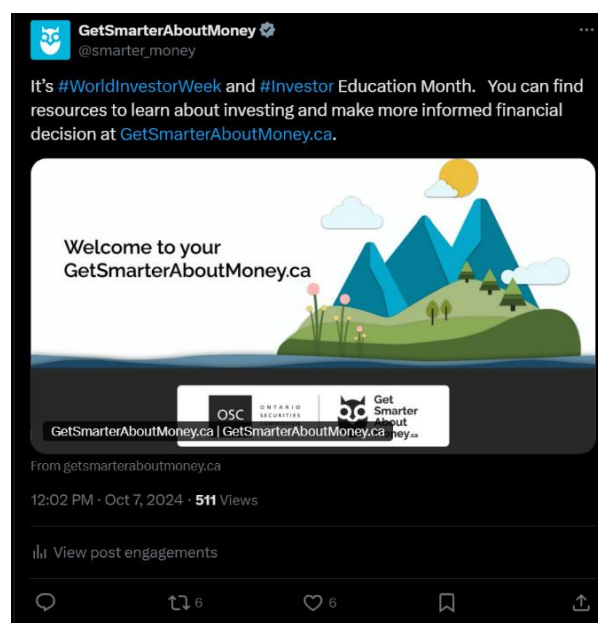 GetSmarterAboutMoney
@smarter_money
It's #WorldInvestorWeek and #Investor Education Month. You can find
resources to learn about investing and make more informed financial
decision at GetSmarterAboutMoney.ca.
Welcome to your
GetSmarterAboutMoney.ca
OSC
ONTARIO
SECURITIES
Get
Smarter
About
GetSmarterAboutMoney.ca | GetSmarterAboutMoney.ca
From getsmarteraboutmoney.ca
12:02 PM · Oct 7, 2024 · 511 Views
View post engagements
6 6